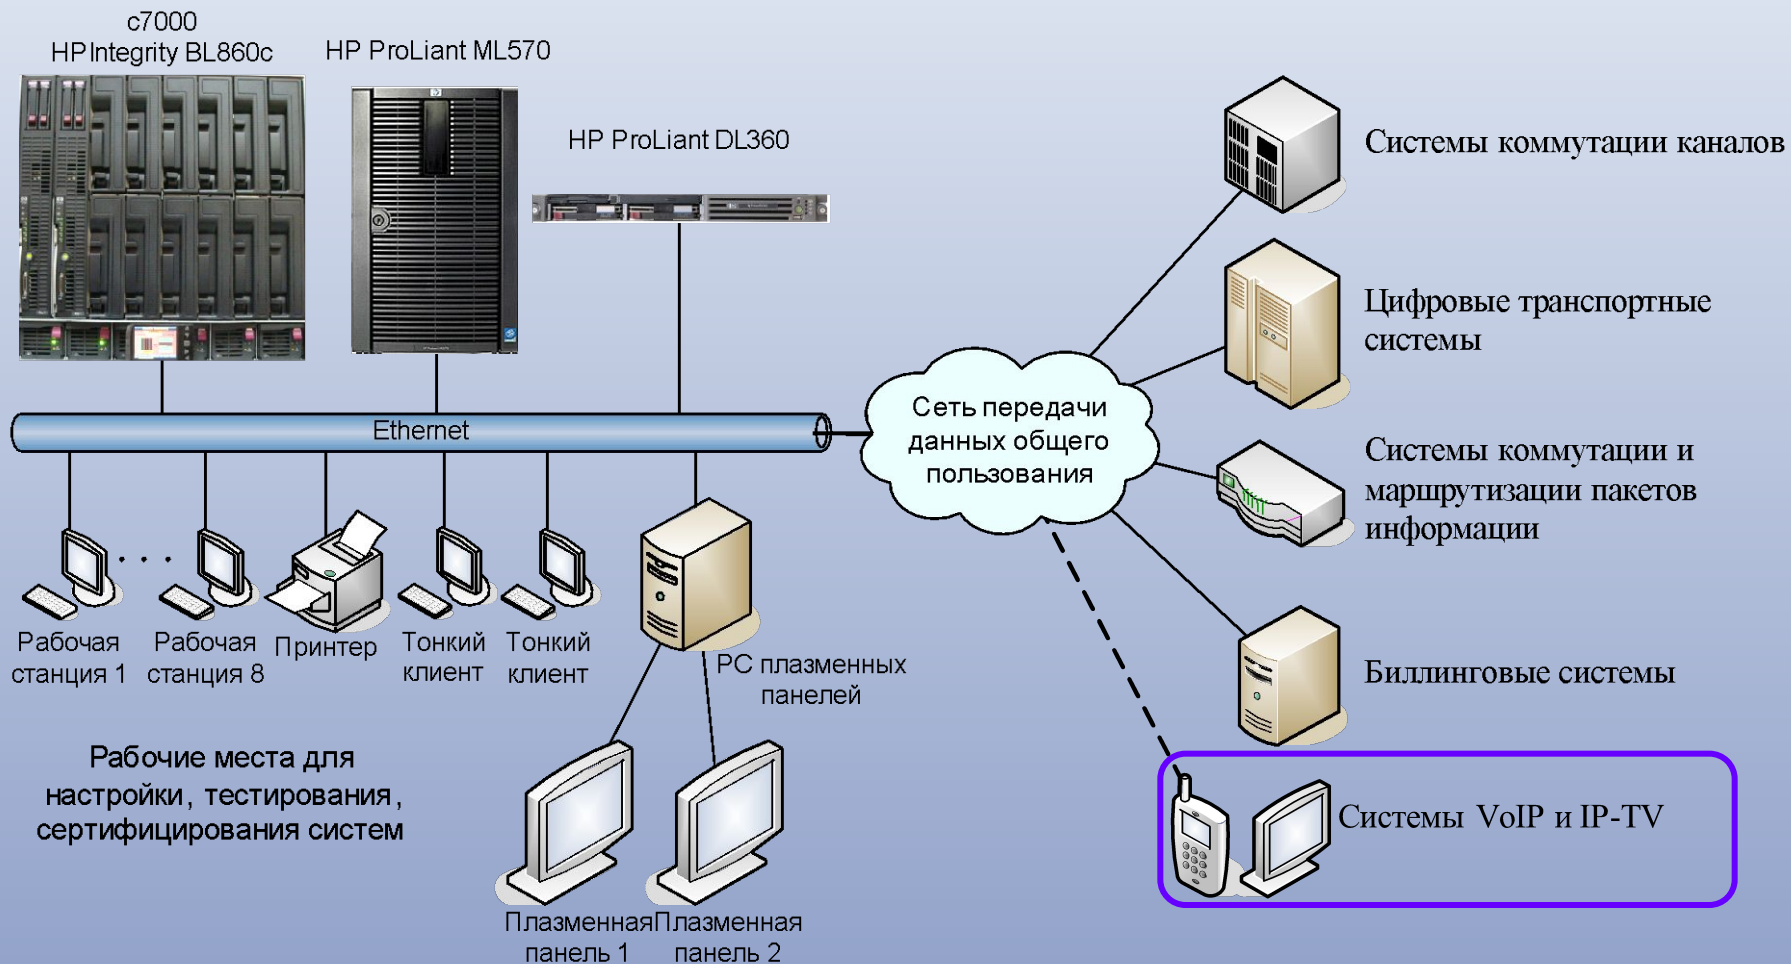 c7000
HPIntegrity BL860c
HP ProLiant ML570
HP ProLiant DL360
Системы коммутации каналов
Цифровые транспортные
системы
Ethernet
Сеть передачи
данных общего
пользования
Системы коммутации и
маршрутизации пакетов
информации
. . .
Рабочая
станция 1
Рабочая
станция 8
Принтер
Тонкий
клиент
Тонкий
клиент
РС плазменных
панелей
Биллинговые системы
Рабочие места для
настройки, тестирования,
сертифицирования систем
Системы VoIP и IP-TV
Плазменная
панель 1
Плазменная
панель 2